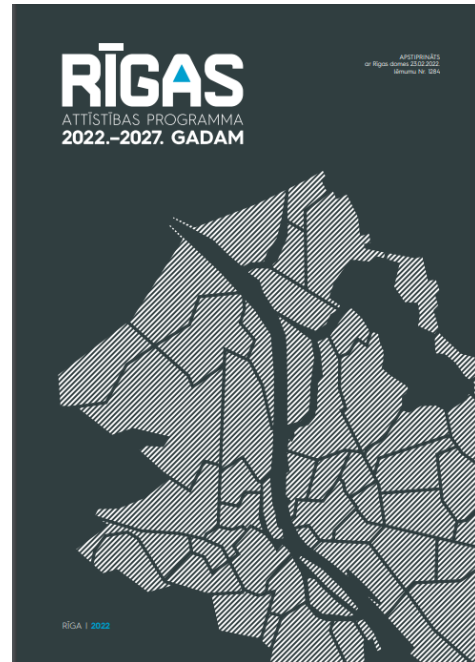 RĪGAS
ATTĪSTĪBAS PROGRAMMA
2022.–2027. GADAM
APSTIPRINĀTS
ar Rīgas domes 23.02.2022.
lēmumu Nr. 1284
RĪGA | 2022